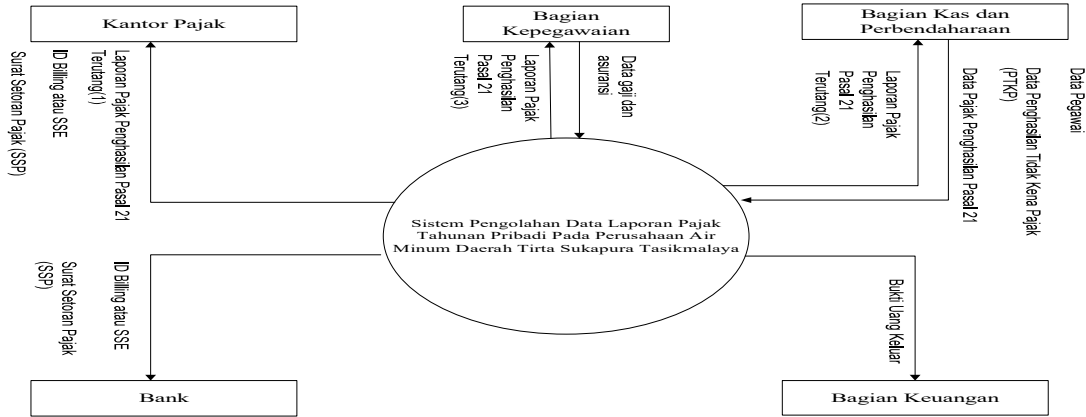 Kantor Pajak
Bagian
Kepegawaian
Bagian Kas dan
Perbendaharaan
Surat Setoran Pajak (SSP)
ID Billing atau SSE
Laporan Pajak Penghasilan Pasal 21
Terutang(1)
Laporan Pajak
Penghasilan
Pasal 21
Terutang(3)
Data gaji dan
asuransi
Laporan Pajak
Penghasilan
Pasal 21
Terutang(2)
Data Pegawai
Data Penghasilan Tidak Kena Pajak
(PTKP)
Data Pajak Penghasilan Pasal 21
Sistem Pengolahan Data Laporan Pajak
Tahunan Pribadi Pada Perusahaan Air
Minum Daerah Tirta Sukapura Tasikmalaya
ID Billing atau SSE
Surat Setoran Pajak
(SSP)
Bukti Uang Keluar
Bank
Bagian Keuangan